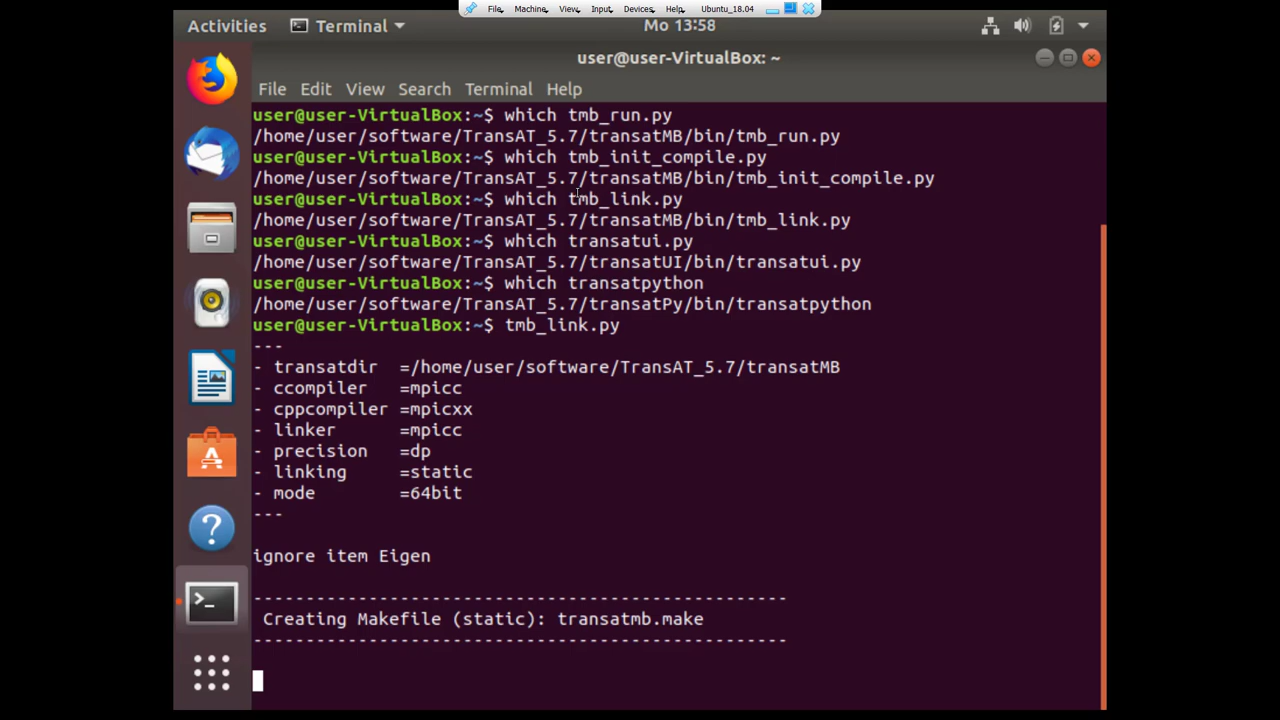 File Machine View Input Devices Help Ubuntu_18.04
Activities Terminal Mo 13:58
user@user-VirtualBox: ~
File Edit View Search Terminal Help
user@user-VirtualBox:~$ which tmb_run.py
/home/user/software/TransAT_5.7/transatMB/bin/tmb_run.py
user@user-VirtualBox:~$ which tmb_init_compile.py
/home/user/software/TransAT_5.7/transatMB/bin/tmb_init_compile.py
user@user-VirtualBox:~$ which tmb_link.py
/home/user/software/TransAT_5.7/transatMB/bin/tmb_link.py
user@user-VirtualBox:~$ which transatui.py
/home/user/software/TransAT_5.7/transatUI/bin/transatui.py
user@user-VirtualBox:~$ which transatpython
/home/user/software/TransAT_5.7/transatPy/bin/transatpython
user@user-VirtualBox:~$ tmb_link.py
---
- transatdir  =/home/user/software/TransAT_5.7/transatMB
- ccompiler   =mpicc
- cppcompiler =mpicxx
- linker      =mpicc
- precision   =dp
- linking     =static
- mode        =64bit
---
ignore item Eigen
---------------------------------------------------
Creating Makefile (static): transatmb.make
---------------------------------------------------